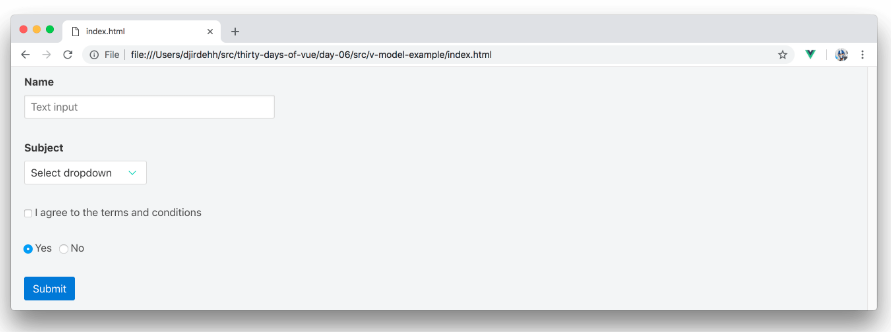 index.html
File file:///Users/djirdehh/src/thirty-days-of-vue/day-06/src/v-model-example/index.html
Name
Text input
Subject
Select dropdown
I agree to the terms and conditions
Yes No
Submit